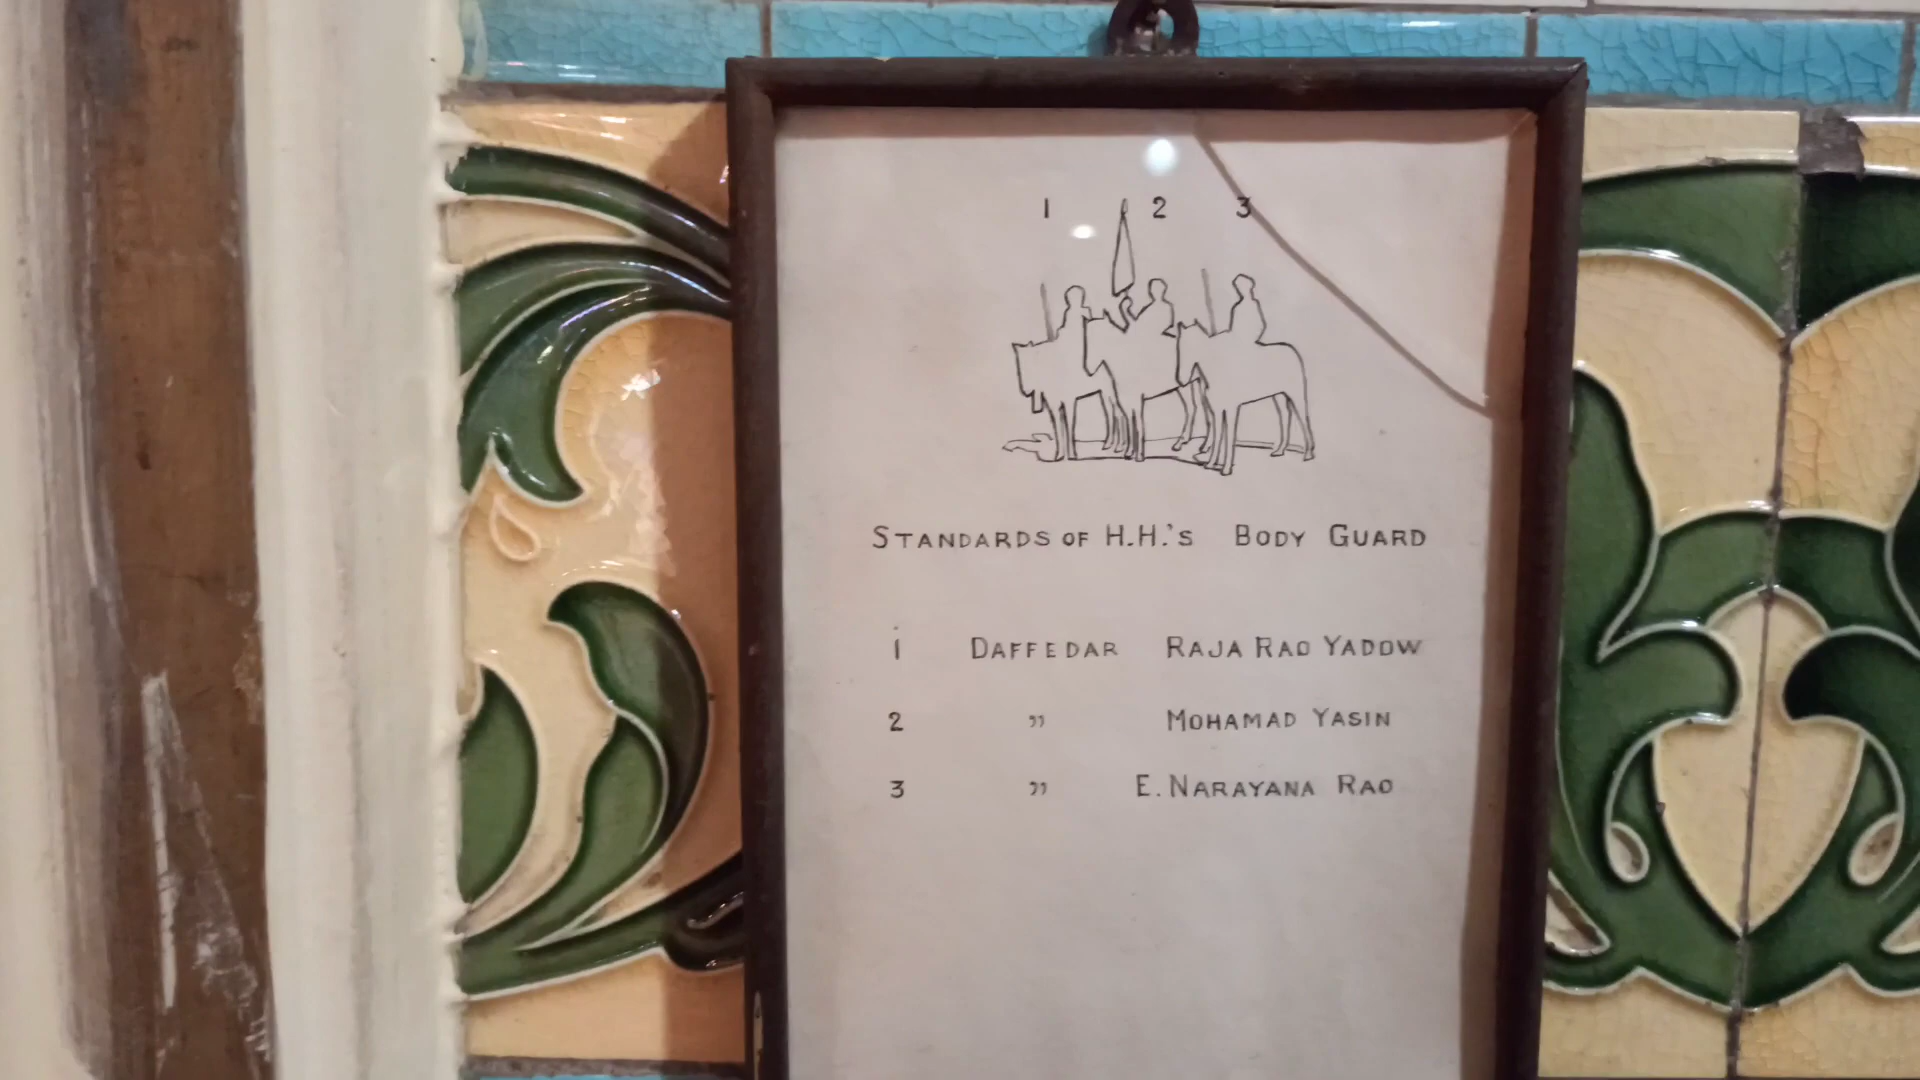 1 2 3
STANDARDS OF H.H.'S BODY GUARD
1 DAFFEDAR RAJA RAO YADOW
2 " MOHAMAD YASIN
3 " E. NARAYANA RAO